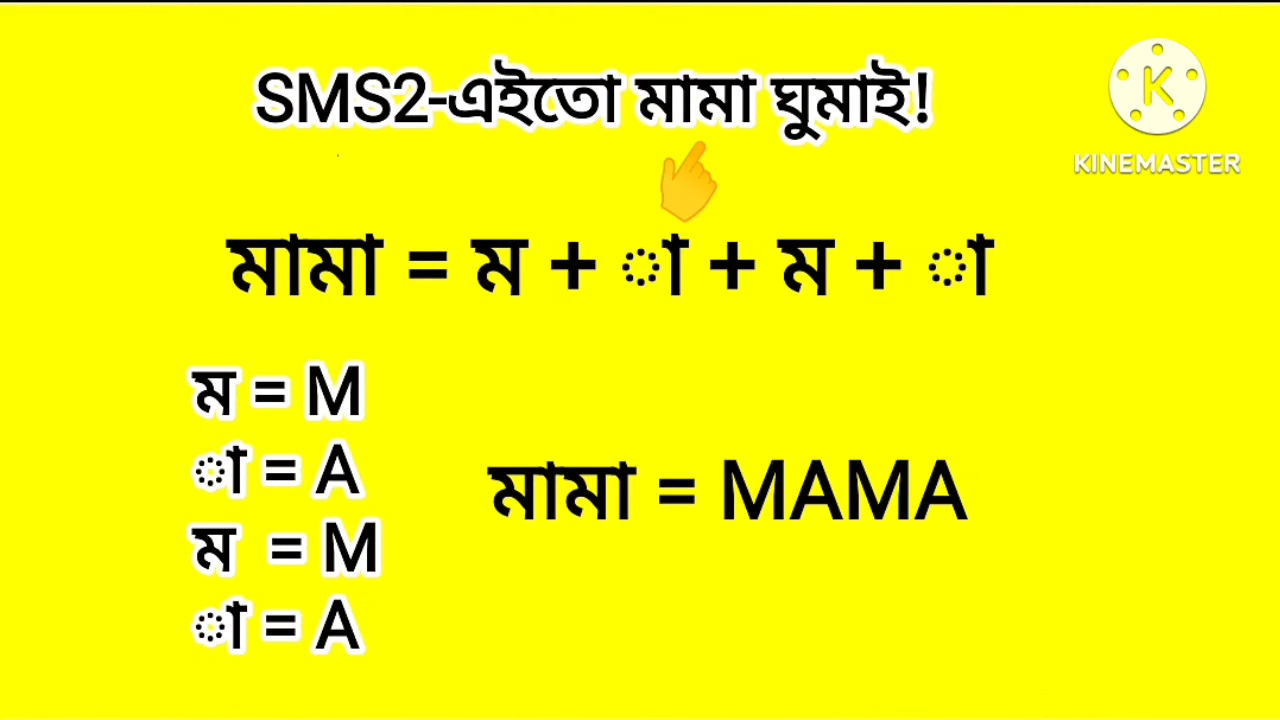 SMS2-এইতো মামা ঘুমাই!
K
KINEMASTER
মামা = ম + া + ম + া
ম = M
া = A
ম = M
া = A
মামা = MAMA